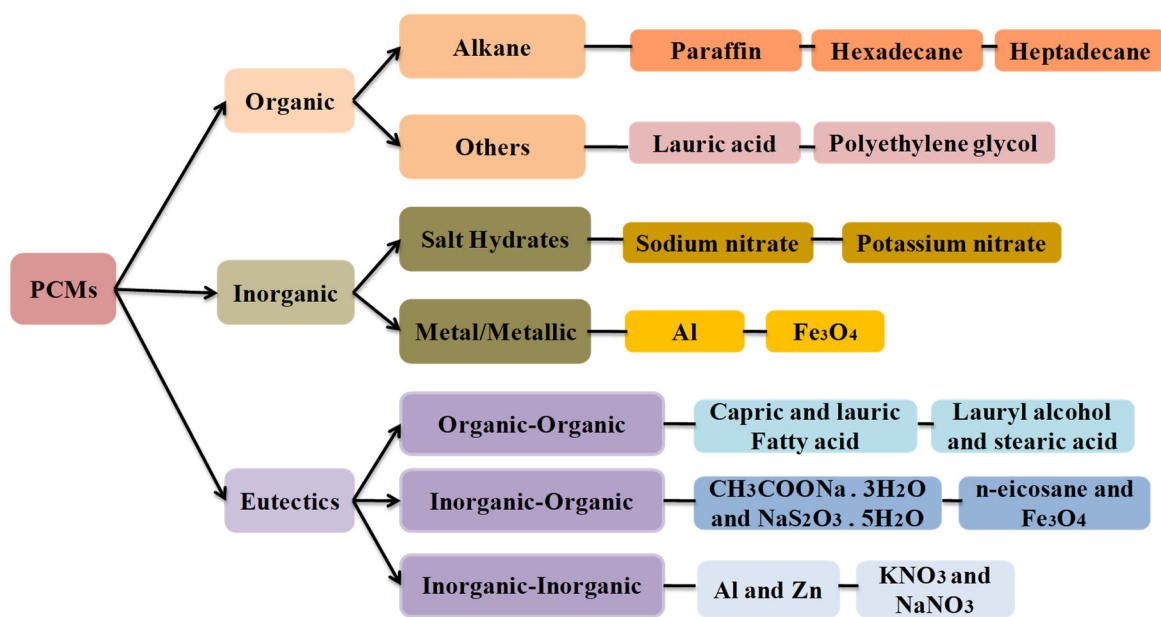 PCMs
Organic
Alkane
Paraffin
Hexadecane
Heptadecane
Others
Lauric acid
Polyethylene glycol
Inorganic
Salt Hydrates
Sodium nitrate
Potassium nitrate
Metal/Metallic
Al
Fe₃O₄
Eutectics
Organic-Organic
Capric and lauric
Fatty acid
Lauryl alcohol
and stearic acid
Inorganic-Organic
CH₃COONa . 3H₂O
and NaS₂O₃ . 5H₂O
n-eicosane and
Fe₃O₄
Inorganic-Inorganic
Al and Zn
KNO₃ and
NaNO₃